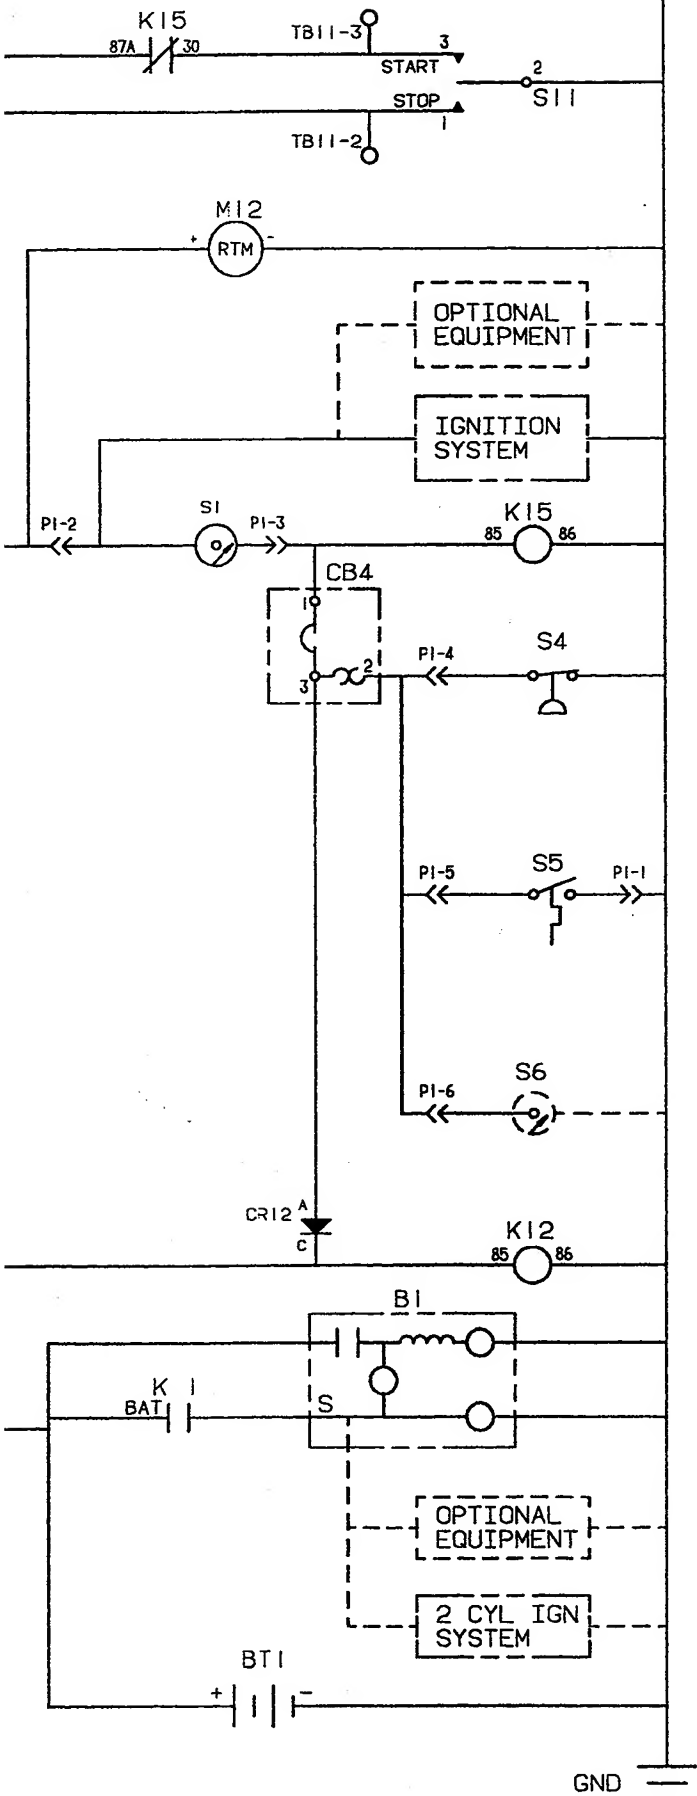 K15
87A 30
TB11-3
3
START
2
S11
STOP
1
TB11-2
M12
+ RTM -
OPTIONAL
EQUIPMENT
IGNITION
SYSTEM
P1-2
S1
P1-3
K15
85 86
CB4
1
2
3
P1-4
S4
P1-5
S5
P1-1
P1-6
S6
CR12
A
C
K12
85 86
B1
K 1
BAT
S
OPTIONAL
EQUIPMENT
2 CYL IGN
SYSTEM
BT1
+ -
GND